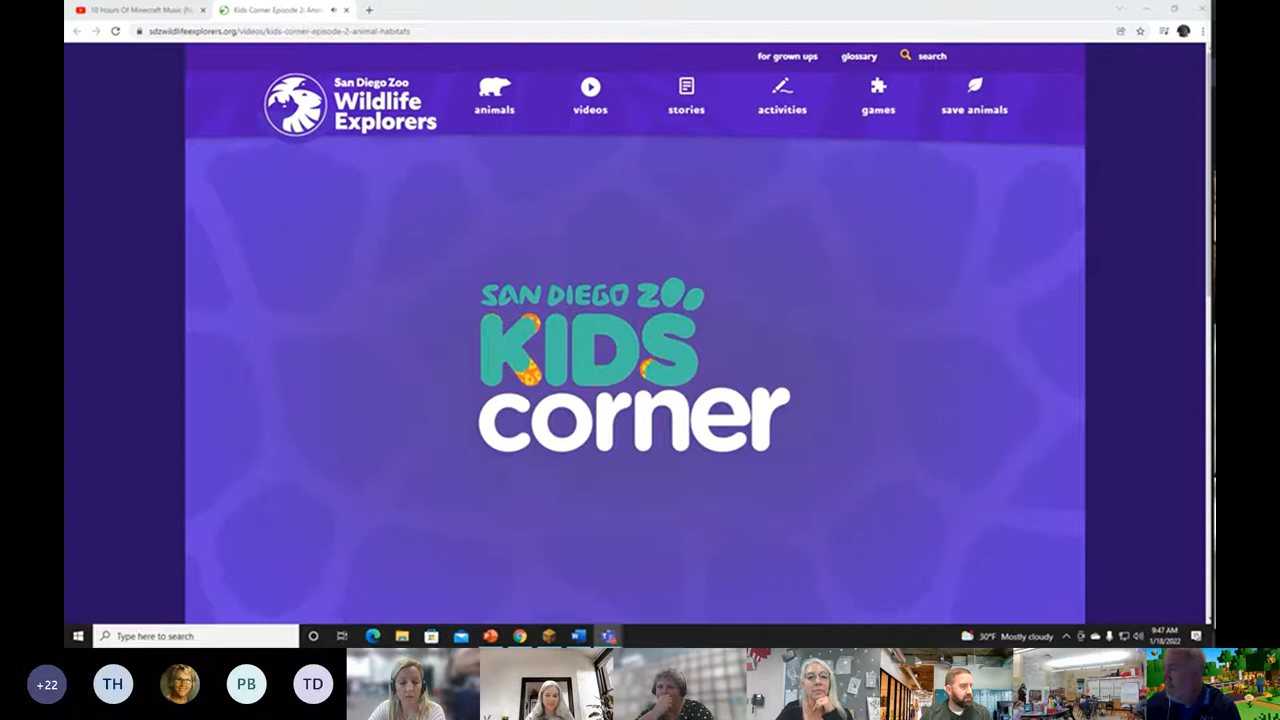 10 Hours Of Minecraft Music (N
Kids Corner Episode 2: Anim
sdzwildlifeexplorers.org/videos/kids-corner-episode-2-animal-habitats
for grown ups
glossary
search
San Diego Zoo
Wildlife
Explorers
animals
videos
stories
activities
games
save animals
SAN DIEGO ZOO
KIDS
corner
Type here to search
30°F Mostly cloudy
9:47 AM
1/18/2022
+22
TH
PB
TD